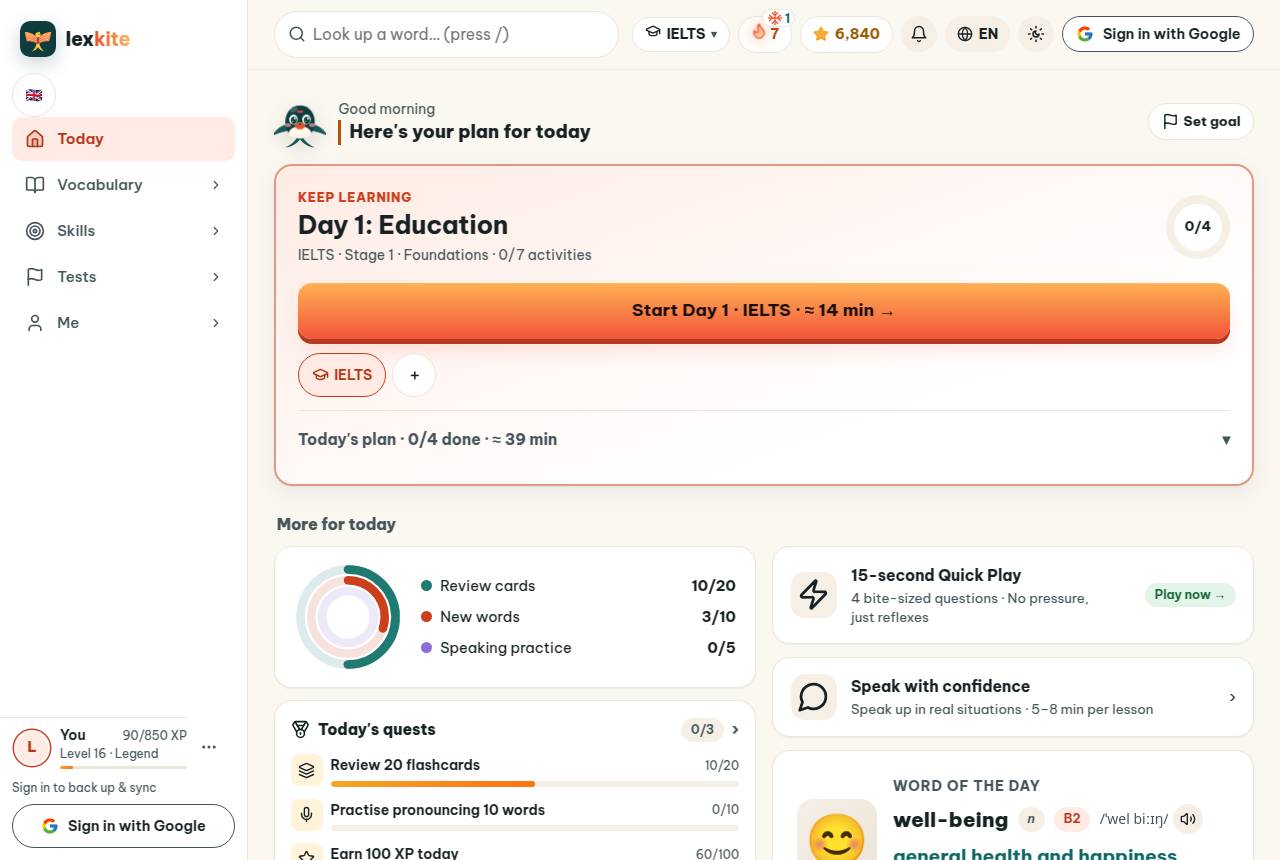 lexkite
Look up a word... (press /)
IELTS ▾
7
1
6,840
EN
Sign in with Google
Today
Vocabulary
Skills
Tests
Me
Good morning
Here's your plan for today
Set goal
KEEP LEARNING
Day 1: Education
IELTS · Stage 1 · Foundations · 0/7 activities
0/4
Start Day 1 · IELTS · ≈ 14 min →
IELTS
+
Today's plan · 0/4 done · ≈ 39 min
More for today
Review cards 10/20
New words 3/10
Speaking practice 0/5
Today's quests 0/3
Review 20 flashcards 10/20
Practise pronouncing 10 words 0/10
Earn 100 XP today 60/100
15-second Quick Play
4 bite-sized questions · No pressure,
just reflexes
Play now →
Speak with confidence
Speak up in real situations · 5–8 min per lesson
WORD OF THE DAY
well-being n B2 /ˈwel biːɪŋ/
general health and happiness
L
You 90/850 XP
Level 16 · Legend
Sign in to back up & sync
Sign in with Google